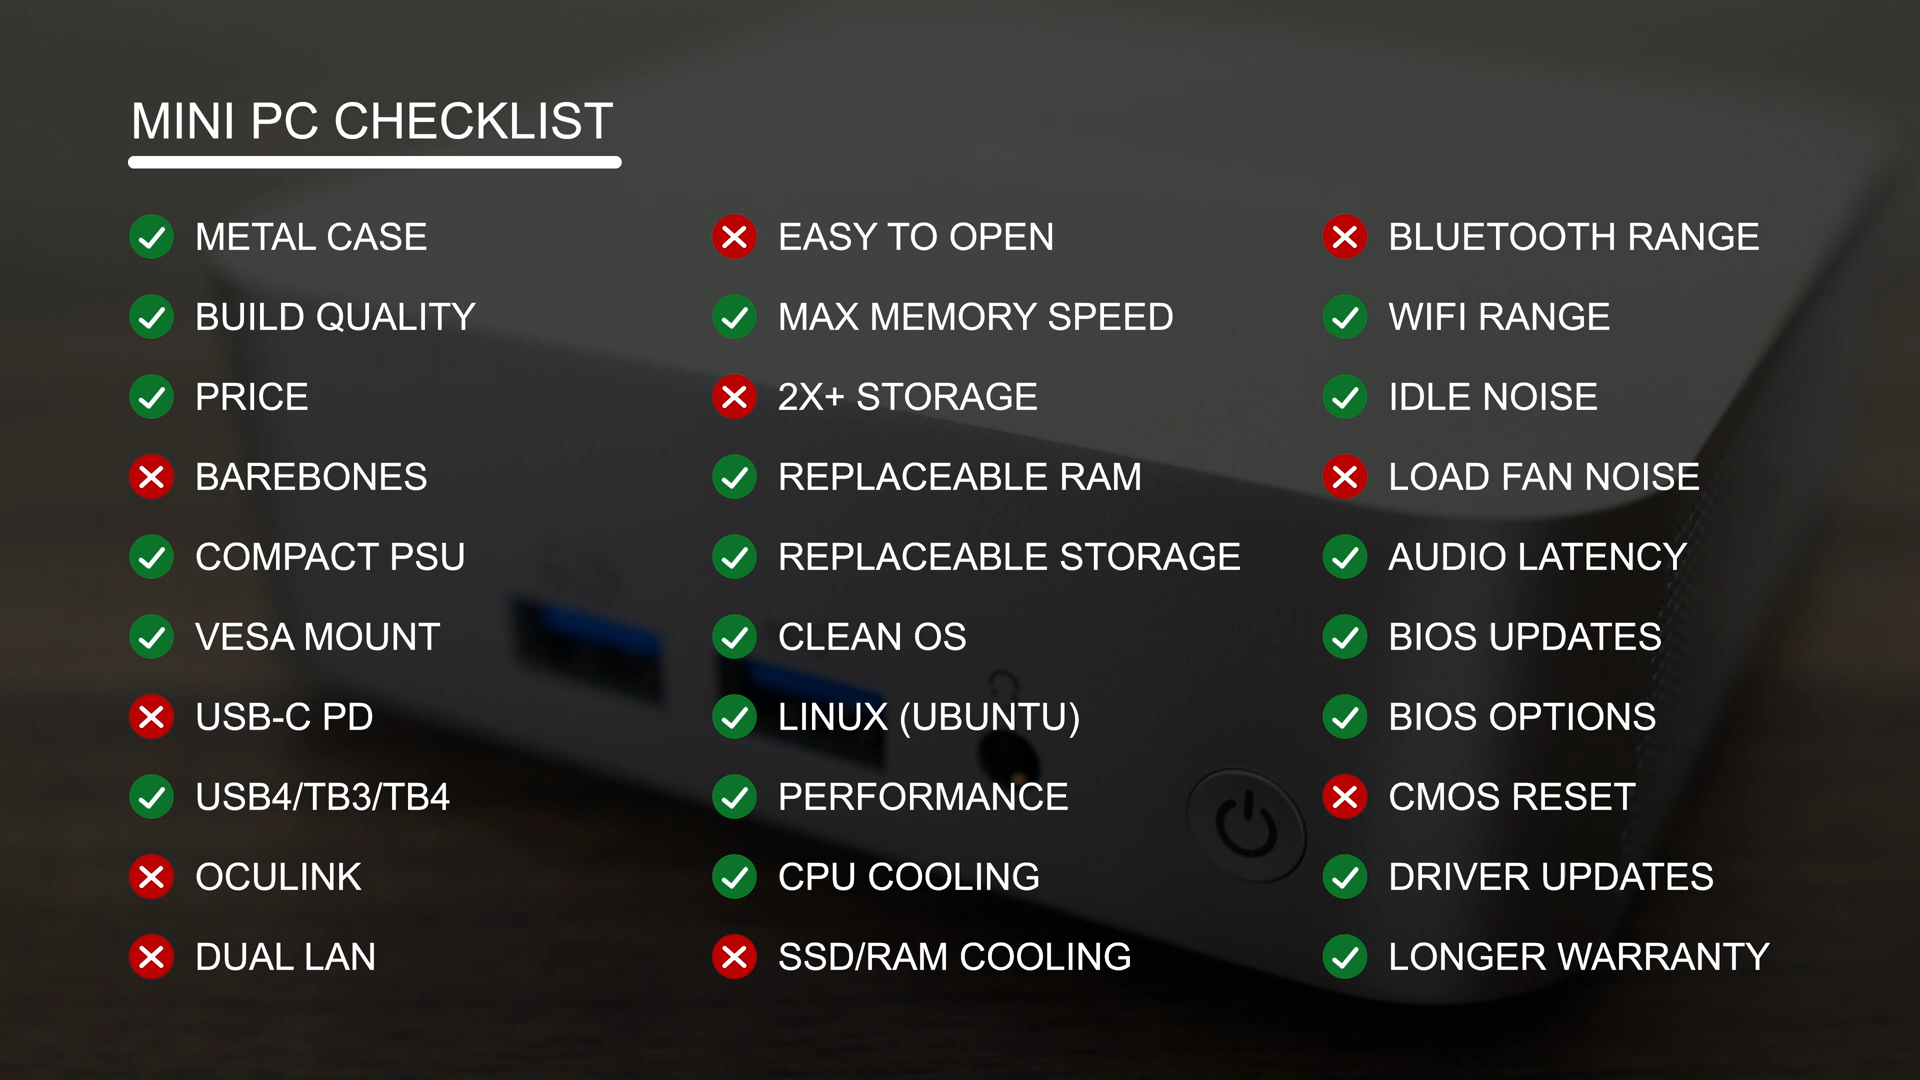 MINI PC CHECKLIST
METAL CASE
BUILD QUALITY
PRICE
BAREBONES
COMPACT PSU
VESA MOUNT
USB-C PD
USB4/TB3/TB4
OCULINK
DUAL LAN
EASY TO OPEN
MAX MEMORY SPEED
2X+ STORAGE
REPLACEABLE RAM
REPLACEABLE STORAGE
CLEAN OS
LINUX (UBUNTU)
PERFORMANCE
CPU COOLING
SSD/RAM COOLING
BLUETOOTH RANGE
WIFI RANGE
IDLE NOISE
LOAD FAN NOISE
AUDIO LATENCY
BIOS UPDATES
BIOS OPTIONS
CMOS RESET
DRIVER UPDATES
LONGER WARRANTY